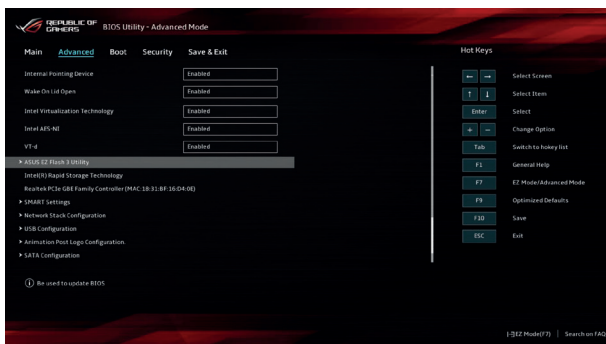 REPUBLIC OF
GAMERS
BIOS Utility - Advanced Mode
Main Advanced Boot Security Save & Exit
Hot Keys
Internal Pointing Device Enabled
Wake On Lid Open Enabled
Intel Virtualization Technology Enabled
Intel AES-NI Enabled
VT-d Enabled
> ASUS EZ Flash 3 Utility
Intel(R) Rapid Storage Technology
Realtek PCIe GBE Family Controller (MAC:18:31:BF:16:D4:0E)
> SMART Settings
> Network Stack Configuration
> USB Configuration
> Animation Post Logo Configuration.
> SATA Configuration
← → Select Screen
↑ ↓ Select Item
Enter Select
+ - Change Option
Tab Switch to hokey list
F1 General Help
F7 EZ Mode/Advanced Mode
F9 Optimized Defaults
F10 Save
ESC Exit
i Be used to update BIOS
EZ Mode(F7) | Search on FAQ